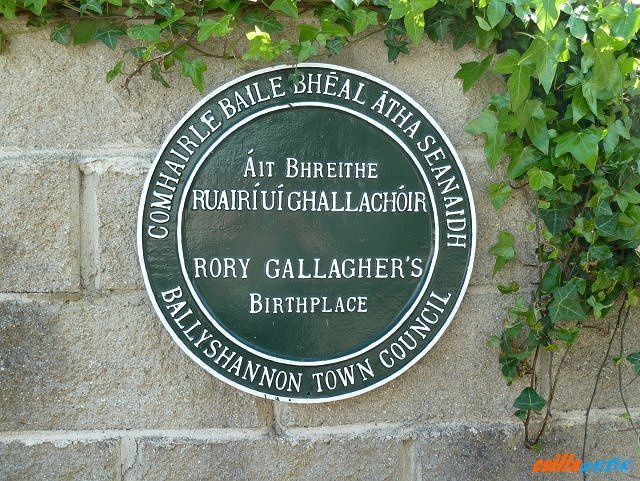 COMHAIRLE BAILE BHÉAL ÁTHA SEANAIDH
ÁIT BHREITHE
RUAIRÍ UÍ GHALLACHÓIR
RORY GALLAGHER'S
BIRTHPLACE
BALLYSHANNON TOWN COUNCIL